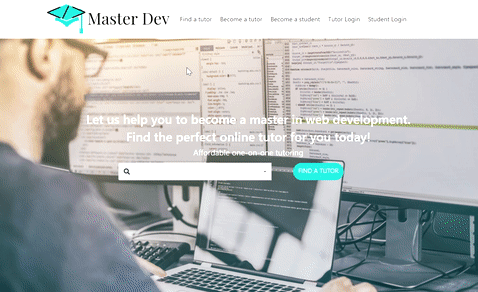 Master Dev
Find a tutor Become a tutor Become a student Tutor Login Student Login
Let us help you to become a master in web development.
Find the perfect online tutor for you today!
Affordable one-on-one tutoring
FIND A TUTOR